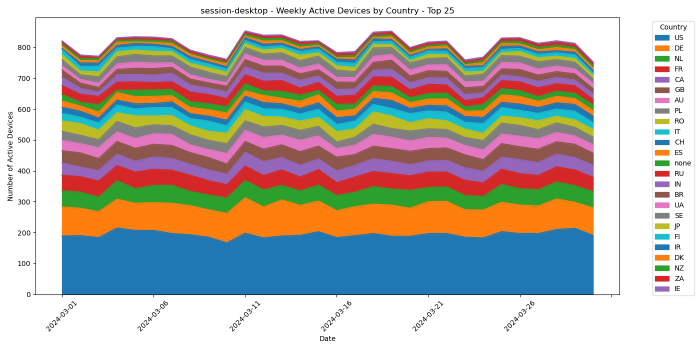 session-desktop - Weekly Active Devices by Country - Top 25
Number of Active Devices
800
700
600
500
400
300
200
100
0
2024-03-01
2024-03-06
2024-03-11
2024-03-16
2024-03-21
2024-03-26
Date
Country
US
DE
NL
FR
CA
GB
AU
PL
RO
IT
CH
ES
none
RU
IN
BR
UA
SE
JP
FI
IR
DK
NZ
ZA
IE